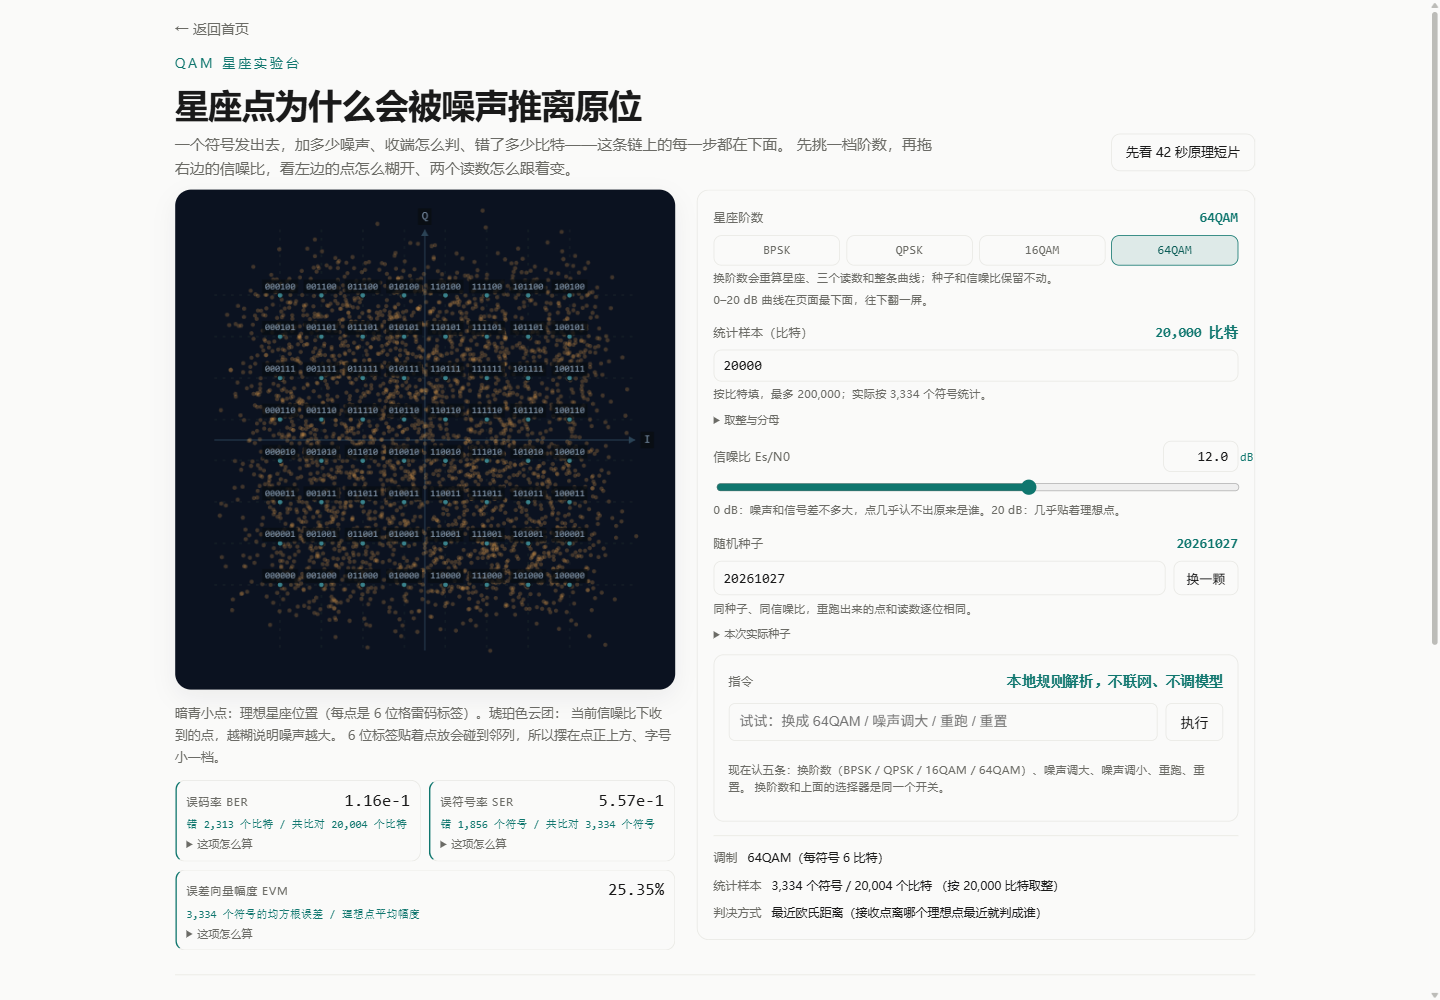 ← 返回首页
QAM 星座实验台
星座点为什么会被噪声推离原位
一个符号发出去，加多少噪声、收端怎么判、错了多少比特——这条链上的每一步都在下面。 先挑一档阶数，再拖
右边的信噪比，看左边的点怎么糊开、两个读数怎么跟着变。
先看 42 秒原理短片
Q
000100 001100 011100 010100 110100 111100 101100 100100
000101 001101 011101 010101 110101 111101 101101 100101
000111 001111 011111 010111 110111 111111 101111 100111
000110 001110 011110 010110 110110 111110 101110 100110
I
000010 001010 011010 010010 110010 111010 101010 100010
000011 001011 011011 010011 110011 111011 101011 100011
000001 001001 011001 010001 110001 111001 101001 100001
000000 001000 011000 010000 110000 111000 101000 100000
暗青小点：理想星座位置（每点是 6 位格雷码标签）。琥珀色云团： 当前信噪比下收
到的点，越糊说明噪声越大。 6 位标签贴着点放会碰到邻列，所以摆在点正上方、字号
小一档。
误码率 BER 1.16e-1
错 2,313 个比特 / 共比对 20,004 个比特
▶ 这项怎么算
误符号率 SER 5.57e-1
错 1,856 个符号 / 共比对 3,334 个符号
▶ 这项怎么算
误差向量幅度 EVM 25.35%
3,334 个符号的均方根误差 / 理想点平均幅度
▶ 这项怎么算
星座阶数 64QAM
BPSK QPSK 16QAM 64QAM
换阶数会重算星座、三个读数和整条曲线；种子和信噪比保留不动。
0–20 dB 曲线在页面最下面，往下翻一屏。
统计样本（比特） 20,000 比特
20000
按比特填，最多 200,000；实际按 3,334 个符号统计。
▶ 取整与分母
信噪比 Es/N0 12.0 dB
0 dB：噪声和信号差不多大，点几乎认不出原来是谁。20 dB：几乎贴着理想点。
随机种子 20261027
20261027 换一颗
同种子、同信噪比，重跑出来的点和读数逐位相同。
▶ 本次实际种子
指令 本地规则解析，不联网、不调模型
试试：换成 64QAM / 噪声调大 / 重跑 / 重置 执行
现在认五条：换阶数（BPSK / QPSK / 16QAM / 64QAM）、噪声调大、噪声调小、重跑、重
置。 换阶数和上面的选择器是同一个开关。
调制 64QAM（每符号 6 比特）
统计样本 3,334 个符号 / 20,004 个比特 （按 20,000 比特取整）
判决方式 最近欧氏距离（接收点离哪个理想点最近就判成谁）